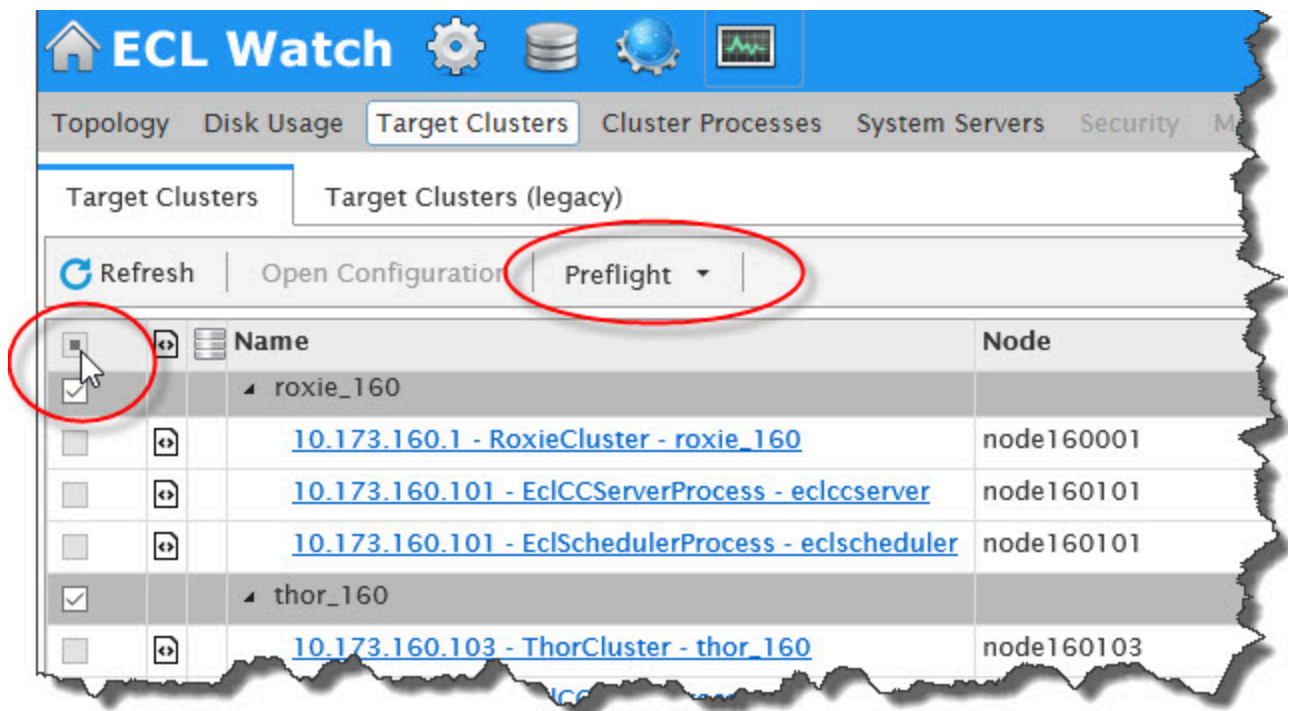 ECL Watch
Topology Disk Usage Target Clusters Cluster Processes System Servers Security
Target Clusters Target Clusters (legacy)
Refresh Open Configuration Preflight
Name Node
roxie_160
10.173.160.1 - RoxieCluster - roxie_160 node160001
10.173.160.101 - EclCCServerProcess - eclccserver node160101
10.173.160.101 - EclSchedulerProcess - eclscheduler node160101
thor_160
10.173.160.103 - ThorCluster - thor_160 node160103